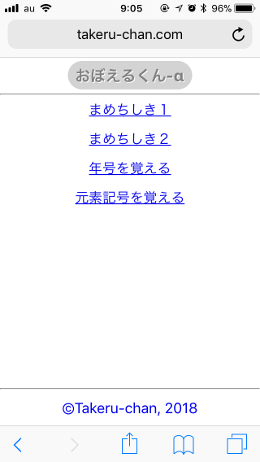 au 9:05 96%
takeru-chan.com
おぼえるくん-α
まめちしき１
まめちしき２
年号を覚える
元素記号を覚える
©Takeru-chan, 2018